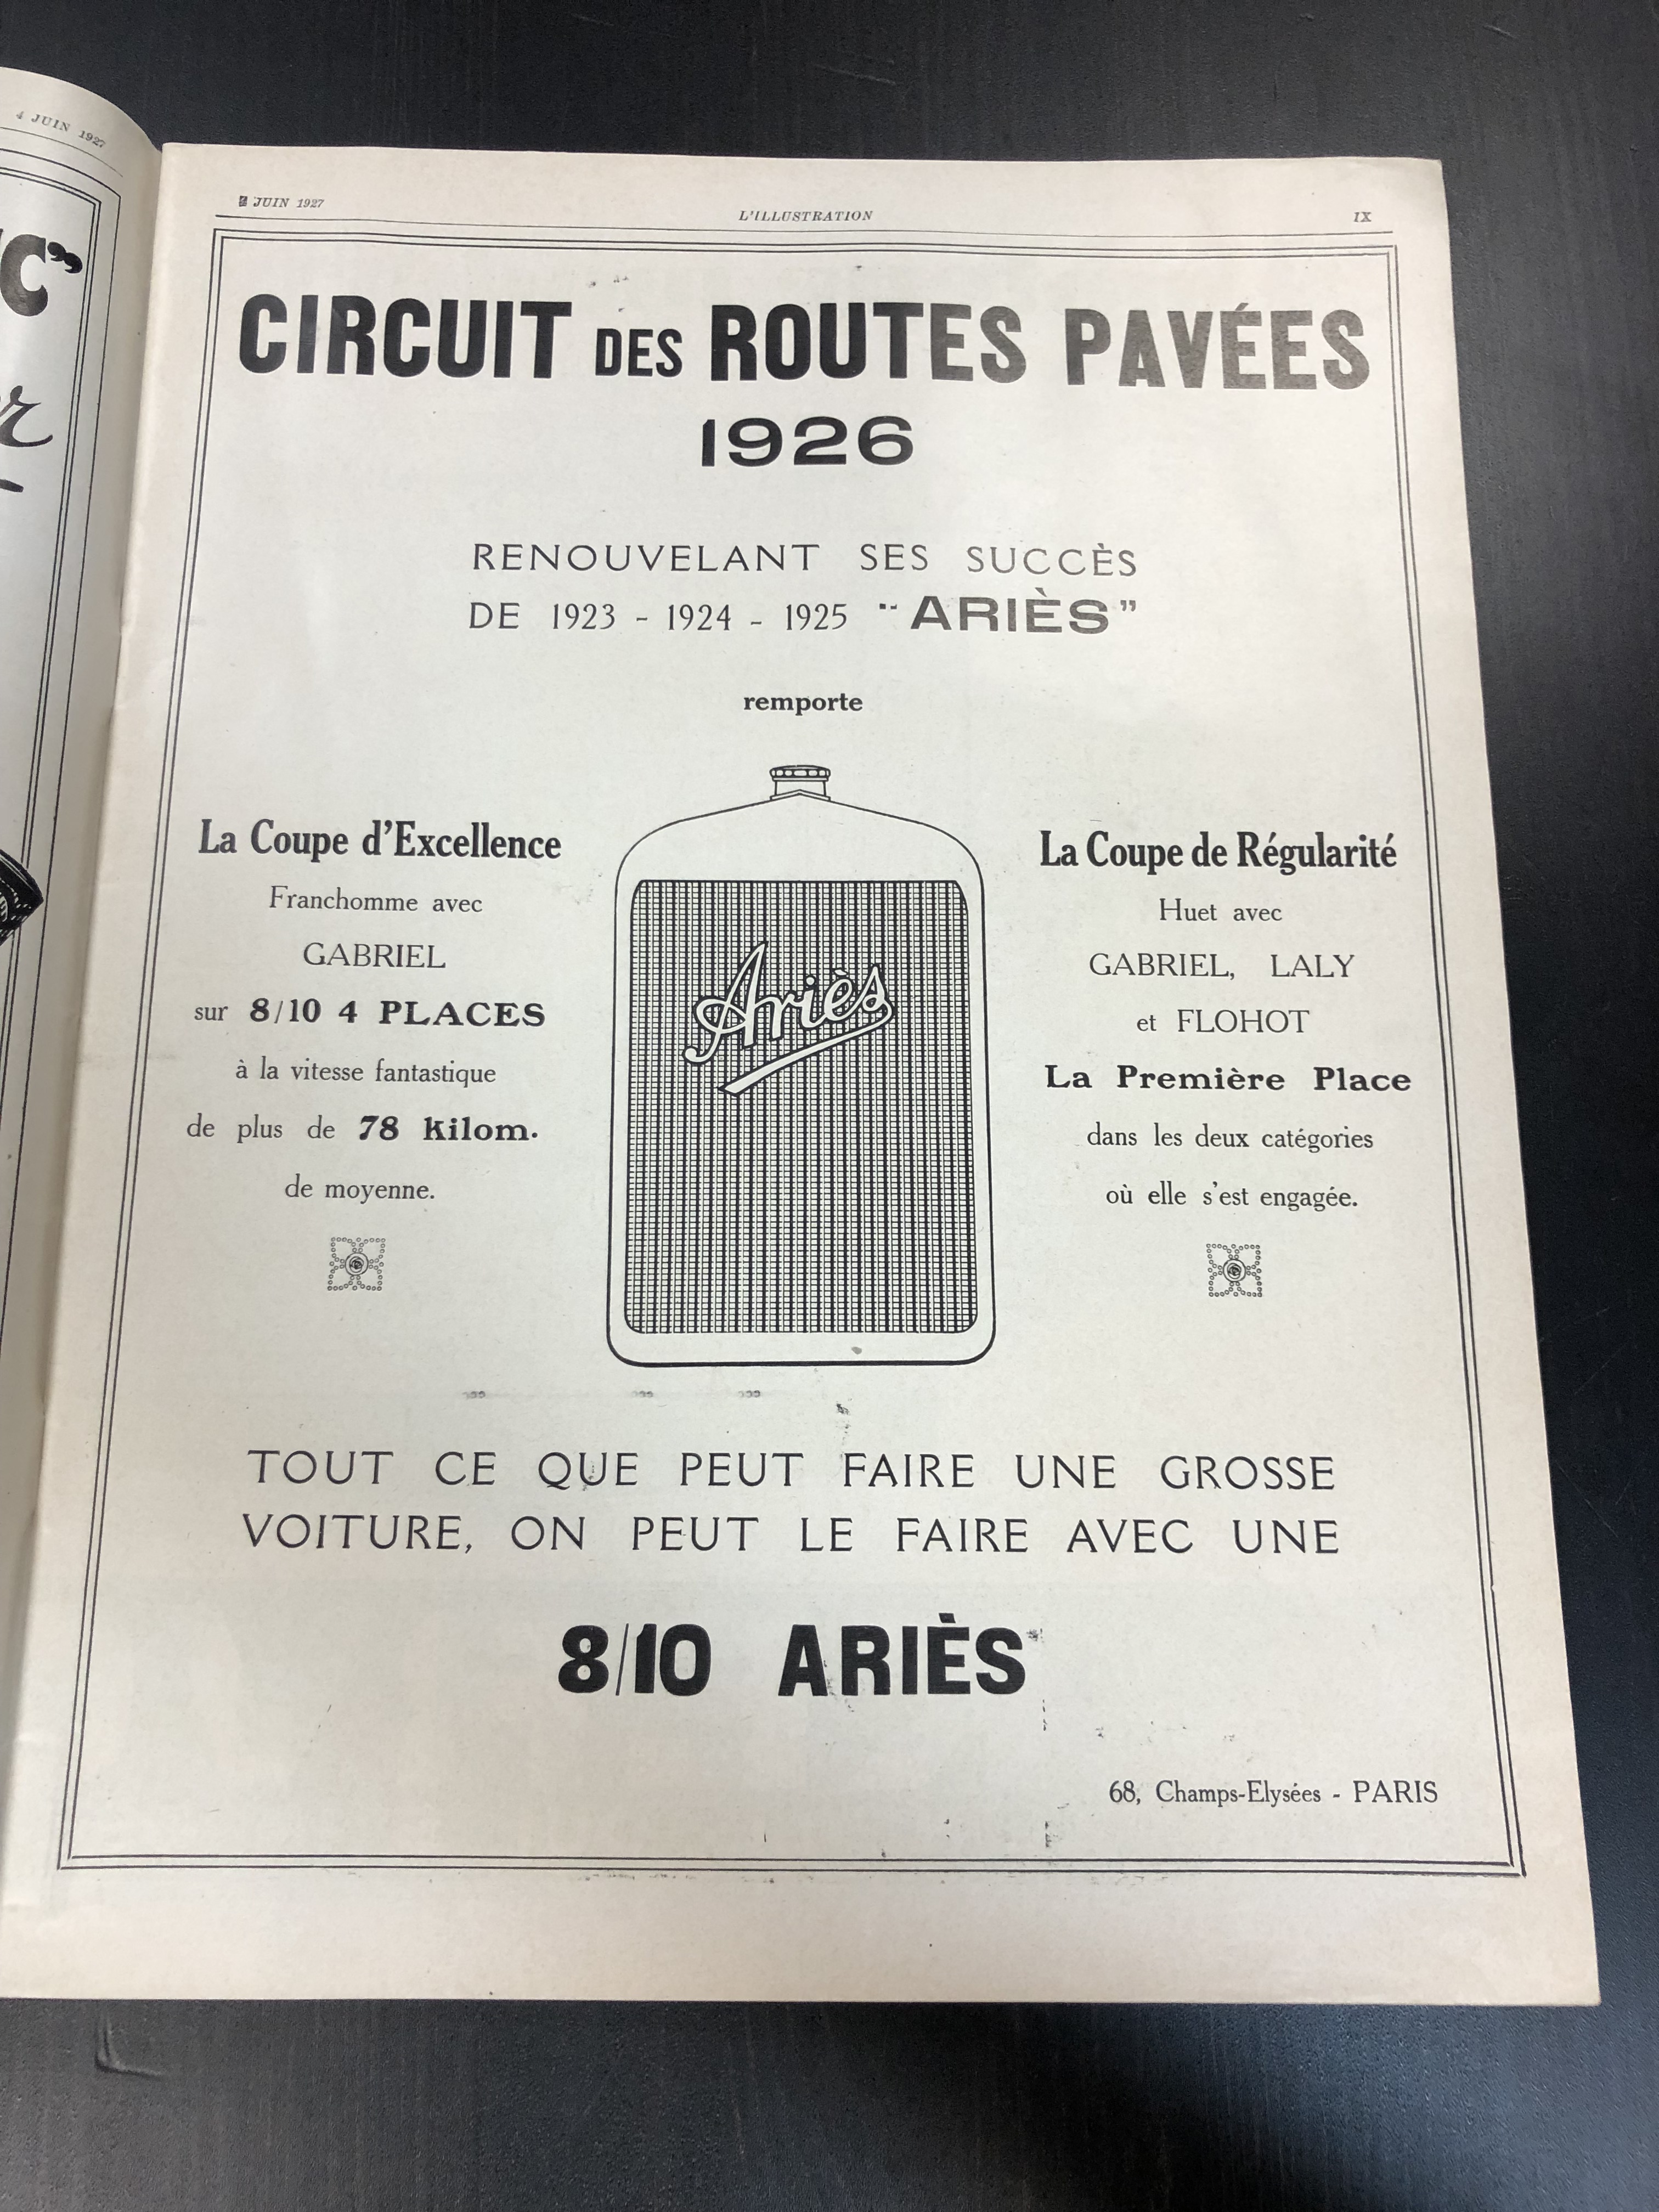 4 JUIN 1927
JUIN 1927
L'ILLUSTRATION
IX
CIRCUIT DES ROUTES PAVÉES
1926
RENOUVELANT SES SUCCÈS
DE 1923 - 1924 - 1925 "ARIÈS"
remporte
La Coupe d'Excellence
Franchomme avec
GABRIEL
sur 8/10 4 PLACES
à la vitesse fantastique
de plus de 78 kilom.
de moyenne.
Ariès
La Coupe de Régularité
Huet avec
GABRIEL, LALY
et FLOHOT
La Première Place
dans les deux catégories
où elle s'est engagée.
TOUT CE QUE PEUT FAIRE UNE GROSSE
VOITURE, ON PEUT LE FAIRE AVEC UNE
8/10 ARIÈS
68, Champs-Elysées - PARIS